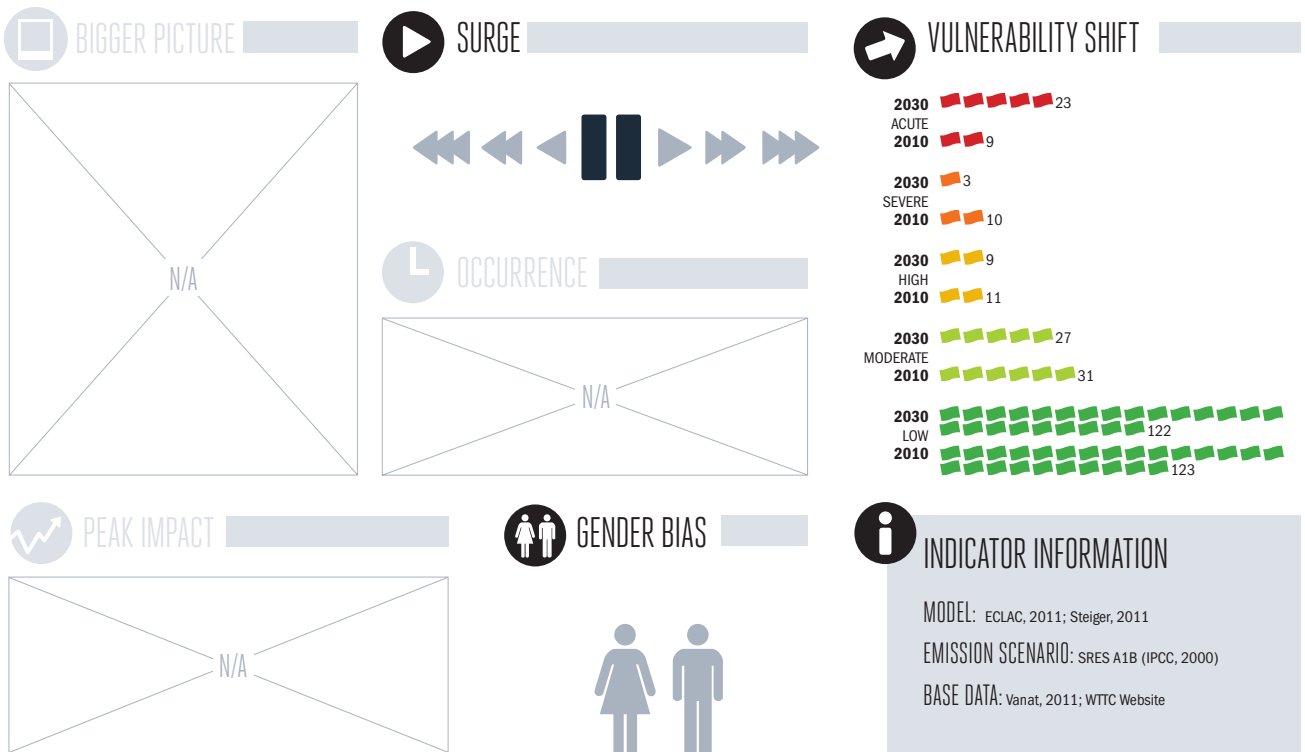 BIGGER PICTURE
N/A
SURGE
OCCURRENCE
N/A
VULNERABILITY SHIFT
2030 23
ACUTE
2010 9
2030 3
SEVERE
2010 10
2030 9
HIGH
2010 11
2030 27
MODERATE
2010 31
2030
LOW 122
2010
123
PEAK IMPACT
N/A
GENDER BIAS
INDICATOR INFORMATION
MODEL: ECLAC, 2011; Steiger, 2011
EMISSION SCENARIO: SRES A1B (IPCC, 2000)
BASE DATA: Vanat, 2011; WTTC Website